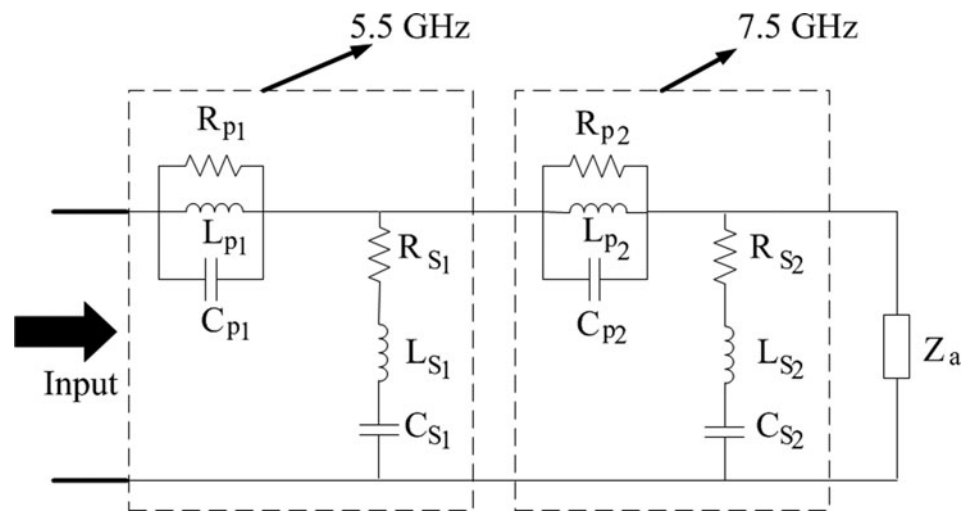 5.5 GHz
7.5 GHz
Rp1
Rp2
Lp1
Lp2
RS1
RS2
Cp1
Cp2
Input
LS1
LS2
Za
CS1
CS2